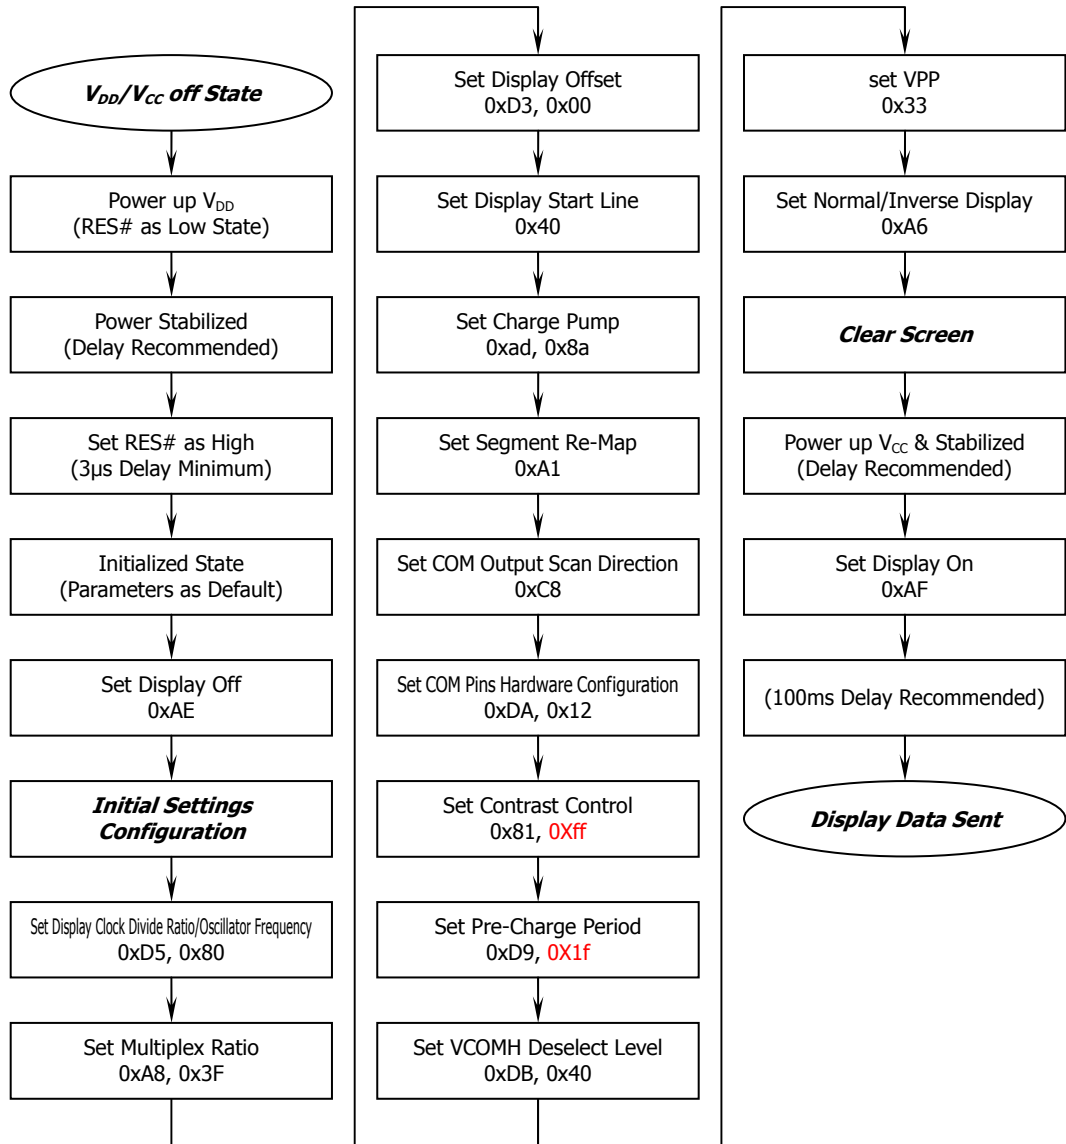 V_DD/V_CC off State
Power up V_DD
(RES# as Low State)
Power Stabilized
(Delay Recommended)
Set RES# as High
(3μs Delay Minimum)
Initialized State
(Parameters as Default)
Set Display Off
0xAE
Initial Settings
Configuration
Set Display Clock Divide Ratio/Oscillator Frequency
0xD5, 0x80
Set Multiplex Ratio
0xA8, 0x3F
Set Display Offset
0xD3, 0x00
Set Display Start Line
0x40
Set Charge Pump
0xad, 0x8a
Set Segment Re-Map
0xA1
Set COM Output Scan Direction
0xC8
Set COM Pins Hardware Configuration
0xDA, 0x12
Set Contrast Control
0x81, 0Xff
Set Pre-Charge Period
0xD9, 0X1f
Set VCOMH Deselect Level
0xDB, 0x40
set VPP
0x33
Set Normal/Inverse Display
0xA6
Clear Screen
Power up V_CC & Stabilized
(Delay Recommended)
Set Display On
0xAF
(100ms Delay Recommended)
Display Data Sent